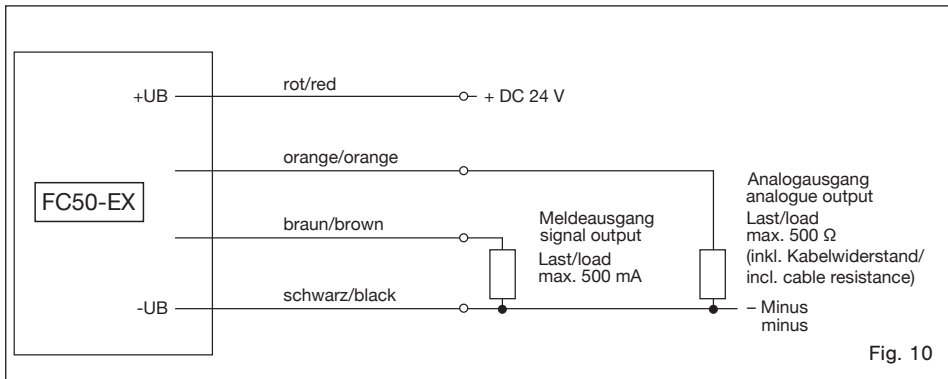 +UB
rot/red
+ DC 24 V
orange/orange
FC50-EX
braun/brown
Meldeausgang
signal output
Last/load
max. 500 mA
Analogausgang
analogue output
Last/load
max. 500 Ω
(inkl. Kabelwiderstand/
incl. cable resistance)
-UB
schwarz/black
– Minus
minus
Fig. 10